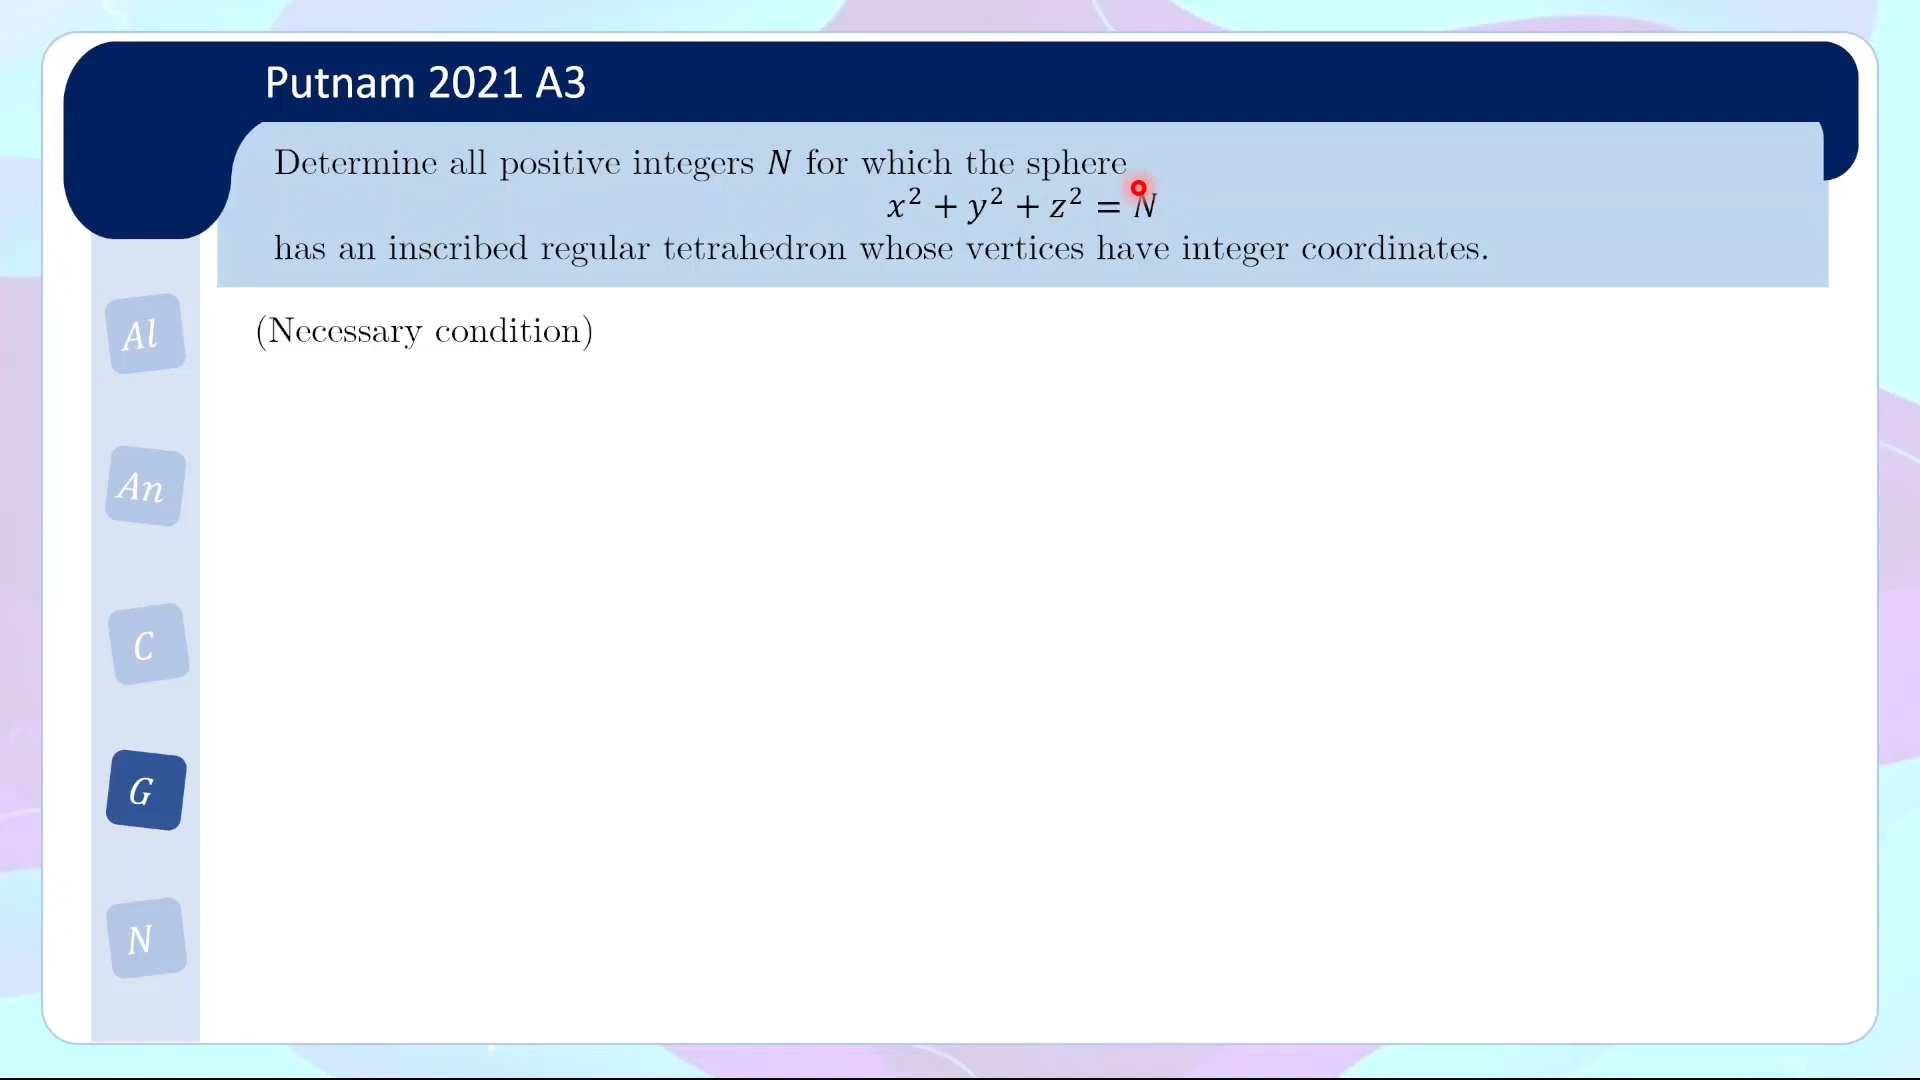 Putnam 2021 A3
Determine all positive integers N for which the sphere
x² + y² + z² = N
has an inscribed regular tetrahedron whose vertices have integer coordinates.
(Necessary condition)
Al
An
C
G
N